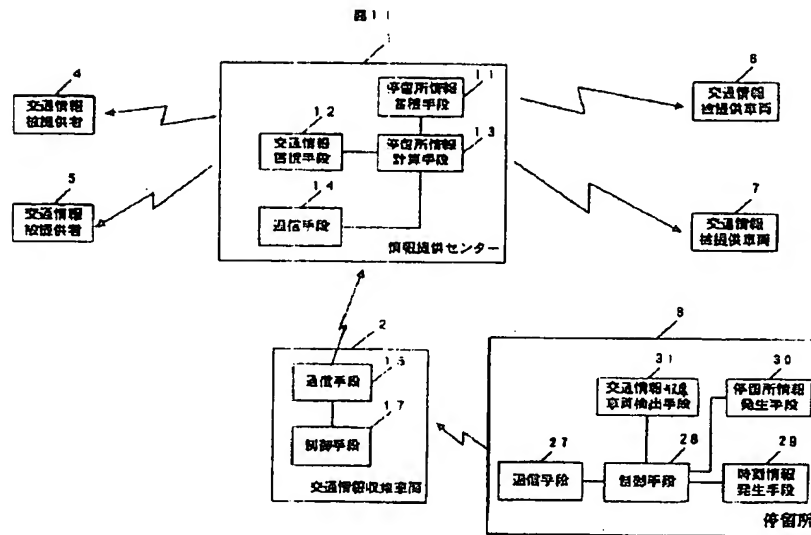 図11
1
4
交通情報
被提供者
5
交通情報
被提供者
11
停留所情報
蓄積手段
12
交通情報
蓄積手段
13
停留所情報
計算手段
14
通信手段
情報提供センター
6
交通情報
被提供車両
7
交通情報
被提供車両
2
16
通信手段
17
制御手段
交通情報収集車両
8
31
交通情報収集
車両検出手段
30
停留所情報
発生手段
27
通信手段
28
制御手段
29
時刻情報
発生手段
停留所